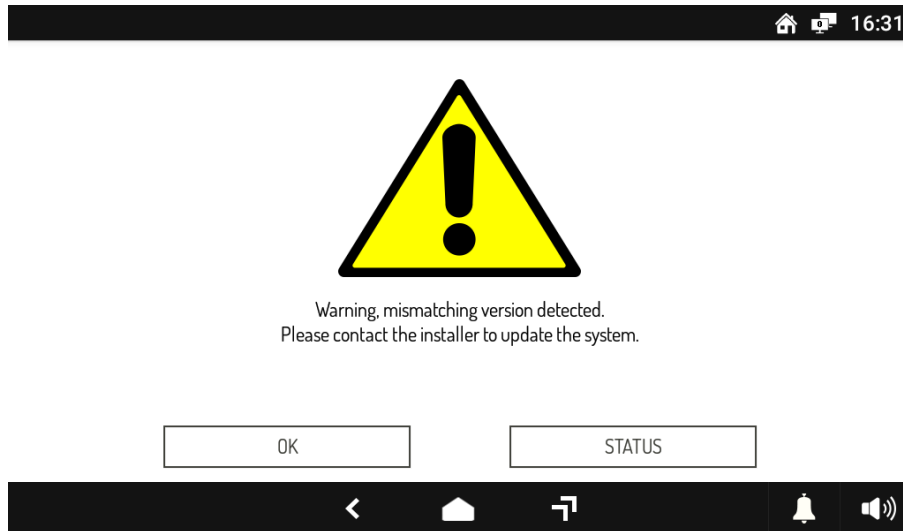 16:31
Warning, mismatching version detected.
Please contact the installer to update the system.
OK
STATUS